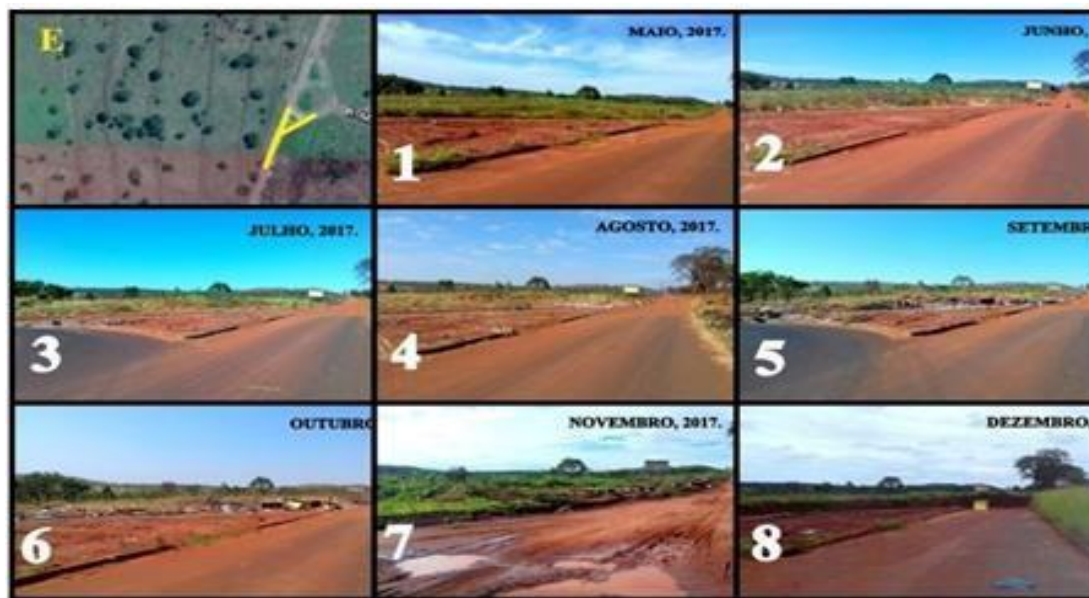 E
MAIO, 2017.
1
JUNHO,
2
JULHO, 2017.
3
AGOSTO, 2017.
4
SETEMBR
5
OUTUBRO
6
NOVEMBRO, 2017.
7
DEZEMBRO
8